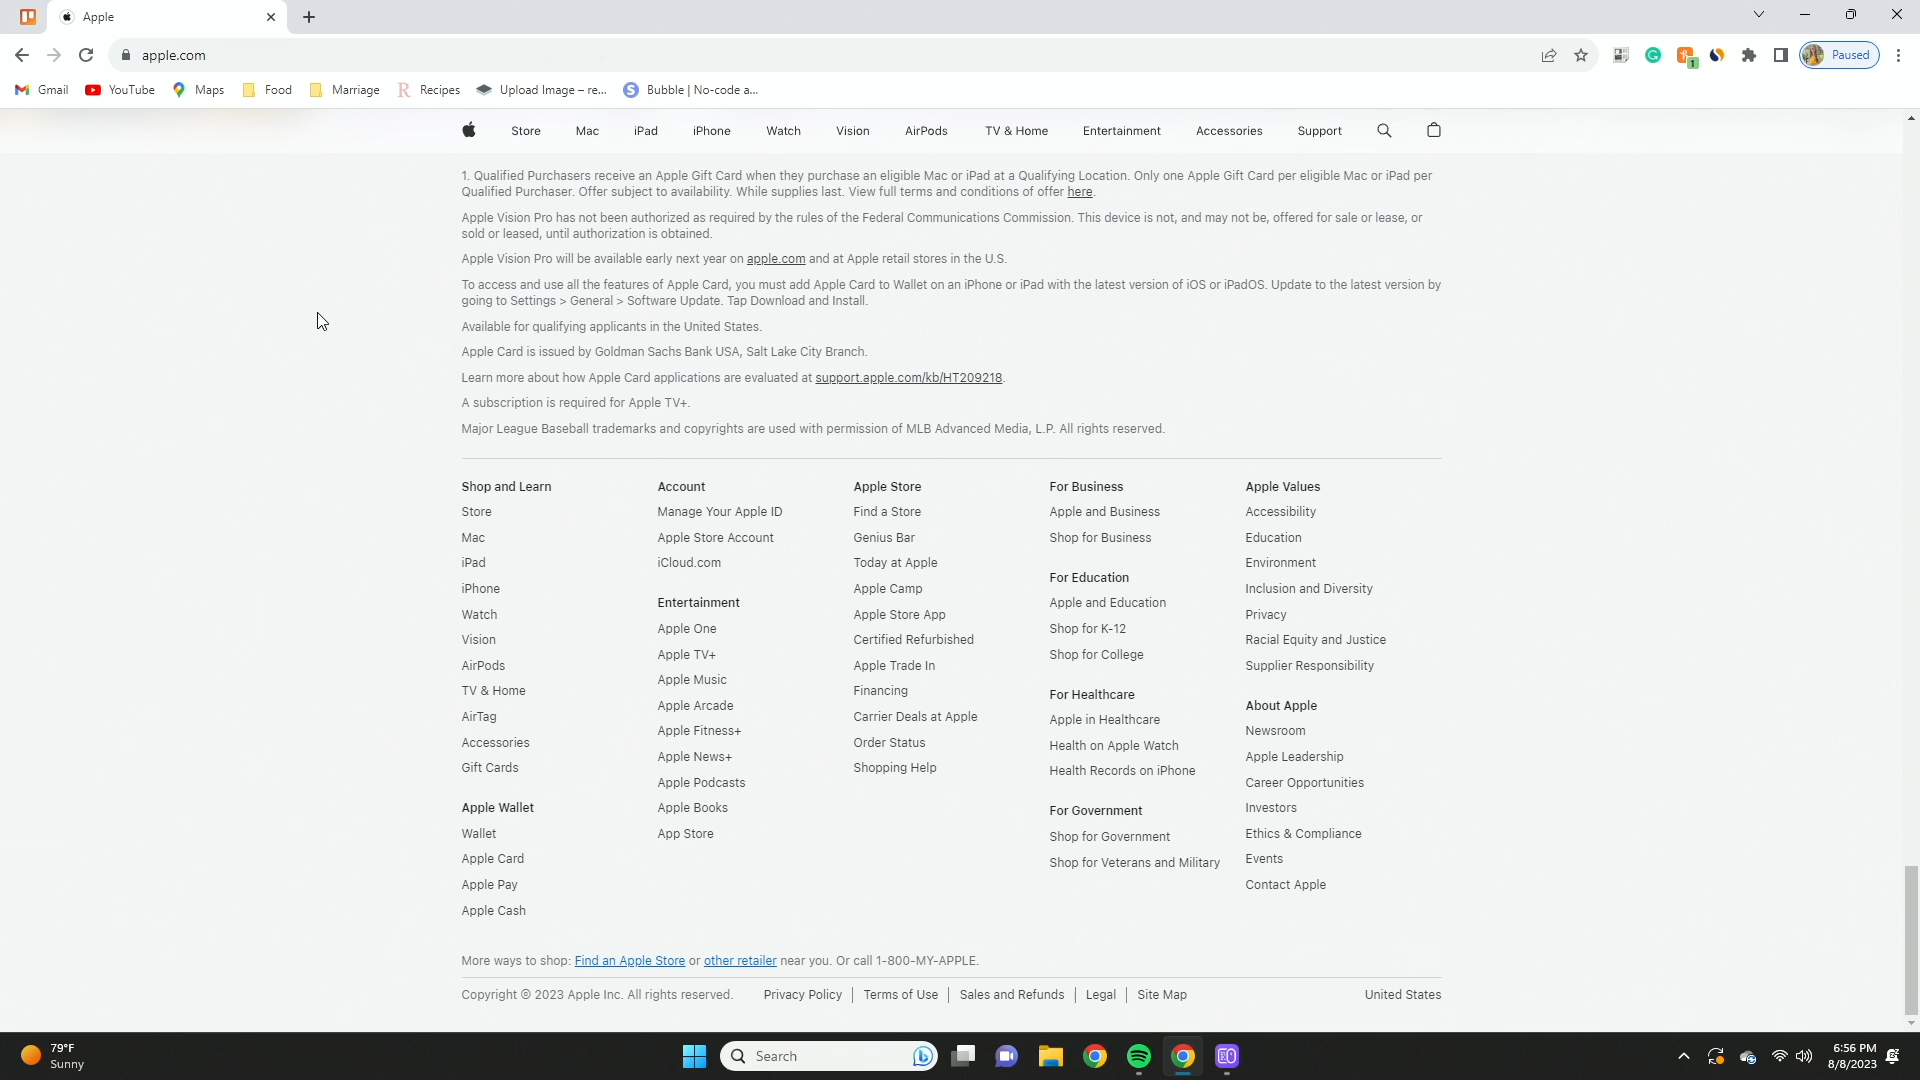 Apple
apple.com
Paused
1
Gmail YouTube Maps Food Marriage Recipes Upload Image – re... Bubble | No-code a...
Store Mac iPad iPhone Watch Vision AirPods TV & Home Entertainment Accessories Support
1. Qualified Purchasers receive an Apple Gift Card when they purchase an eligible Mac or iPad at a Qualifying Location. Only one Apple Gift Card per eligible Mac or iPad per
Qualified Purchaser. Offer subject to availability. While supplies last. View full terms and conditions of offer here.
Apple Vision Pro has not been authorized as required by the rules of the Federal Communications Commission. This device is not, and may not be, offered for sale or lease, or
sold or leased, until authorization is obtained.
Apple Vision Pro will be available early next year on apple.com and at Apple retail stores in the U.S.
To access and use all the features of Apple Card, you must add Apple Card to Wallet on an iPhone or iPad with the latest version of iOS or iPadOS. Update to the latest version by
going to Settings > General > Software Update. Tap Download and Install.
Available for qualifying applicants in the United States.
Apple Card is issued by Goldman Sachs Bank USA, Salt Lake City Branch.
Learn more about how Apple Card applications are evaluated at support.apple.com/kb/HT209218.
A subscription is required for Apple TV+.
Major League Baseball trademarks and copyrights are used with permission of MLB Advanced Media, L.P. All rights reserved.
Shop and Learn
Store
Mac
iPad
iPhone
Watch
Vision
AirPods
TV & Home
AirTag
Accessories
Gift Cards
Apple Wallet
Wallet
Apple Card
Apple Pay
Apple Cash
Account
Manage Your Apple ID
Apple Store Account
iCloud.com
Entertainment
Apple One
Apple TV+
Apple Music
Apple Arcade
Apple Fitness+
Apple News+
Apple Podcasts
Apple Books
App Store
Apple Store
Find a Store
Genius Bar
Today at Apple
Apple Camp
Apple Store App
Certified Refurbished
Apple Trade In
Financing
Carrier Deals at Apple
Order Status
Shopping Help
For Business
Apple and Business
Shop for Business
For Education
Apple and Education
Shop for K-12
Shop for College
For Healthcare
Apple in Healthcare
Health on Apple Watch
Health Records on iPhone
For Government
Shop for Government
Shop for Veterans and Military
Apple Values
Accessibility
Education
Environment
Inclusion and Diversity
Privacy
Racial Equity and Justice
Supplier Responsibility
About Apple
Newsroom
Apple Leadership
Career Opportunities
Investors
Ethics & Compliance
Events
Contact Apple
More ways to shop: Find an Apple Store or other retailer near you. Or call 1-800-MY-APPLE.
Copyright © 2023 Apple Inc. All rights reserved. Privacy Policy | Terms of Use | Sales and Refunds | Legal | Site Map United States
79°F
Sunny
Search
6:56 PM
8/8/2023